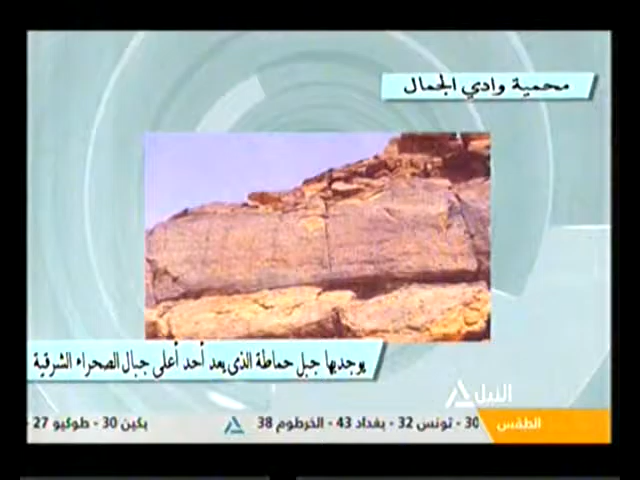 محمية وادي الجمال
يوجد بها جبل حماطة الذى يعد أحد أعلى جبال الصحراء الشرقية
النيل
الطقس
30 - تونس 32 - بغداد 43 - الخرطوم 38
بكين 30 - طوكيو 27 -